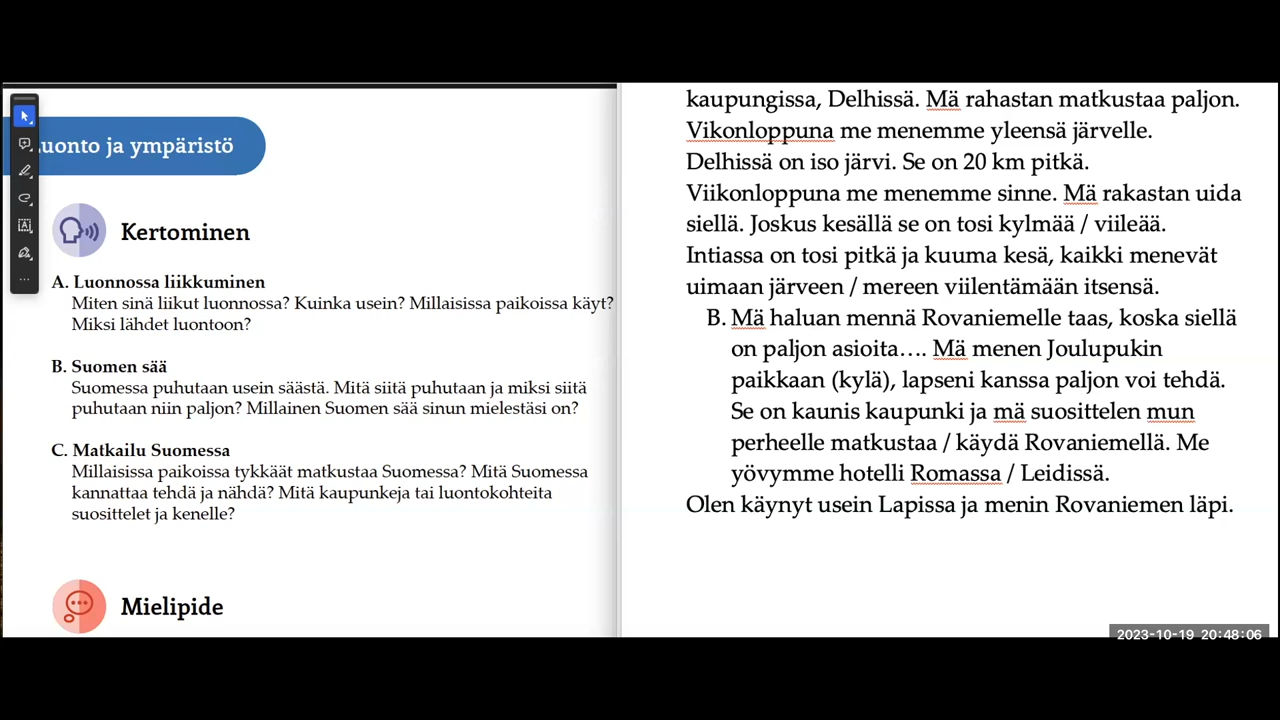 uonto ja ympäristö
Kertominen
A. Luonnossa liikkuminen
Miten sinä liikut luonnossa? Kuinka usein? Millaisissa paikoissa käyt?
Miksi lähdet luontoon?
B. Suomen sää
Suomessa puhutaan usein säästä. Mitä siitä puhutaan ja miksi siitä
puhutaan niin paljon? Millainen Suomen sää sinun mielestäsi on?
C. Matkailu Suomessa
Millaisissa paikoissa tykkäät matkustaa Suomessa? Mitä Suomessa
kannattaa tehdä ja nähdä? Mitä kaupunkeja tai luontokohteita
suosittelet ja kenelle?
Mielipide
kaupungissa, Delhissä. Mä rahastan matkustaa paljon.
Vikonloppuna me menemme yleensä järvelle.
Delhissä on iso järvi. Se on 20 km pitkä.
Viikonloppuna me menemme sinne. Mä rakastan uida
siellä. Joskus kesällä se on tosi kylmää / viileää.
Intiassa on tosi pitkä ja kuuma kesä, kaikki menevät
uimaan järveen / mereen viilentämään itsensä.
B. Mä haluan mennä Rovaniemelle taas, koska siellä
on paljon asioita…. Mä menen Joulupukin
paikkaan (kylä), lapseni kanssa paljon voi tehdä.
Se on kaunis kaupunki ja mä suosittelen mun
perheelle matkustaa / käydä Rovaniemellä. Me
yövymme hotelli Romassa / Leidissä.
Olen käynyt usein Lapissa ja menin Rovaniemen läpi.
2023-10-19 20:48:06